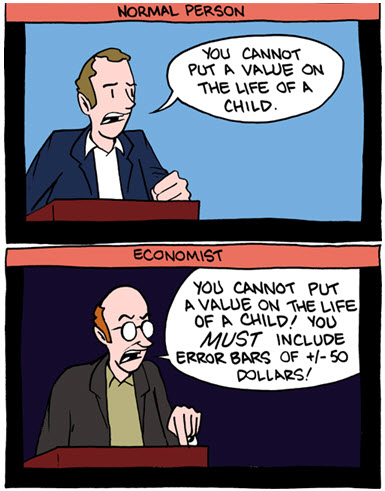 NORMAL PERSON
YOU CANNOT
PUT A VALUE ON
THE LIFE OF A
CHILD.
ECONOMIST
YOU CANNOT PUT
A VALUE ON THE LIFE
OF A CHILD! YOU
MUST INCLUDE
ERROR BARS OF +/- 50
DOLLARS!